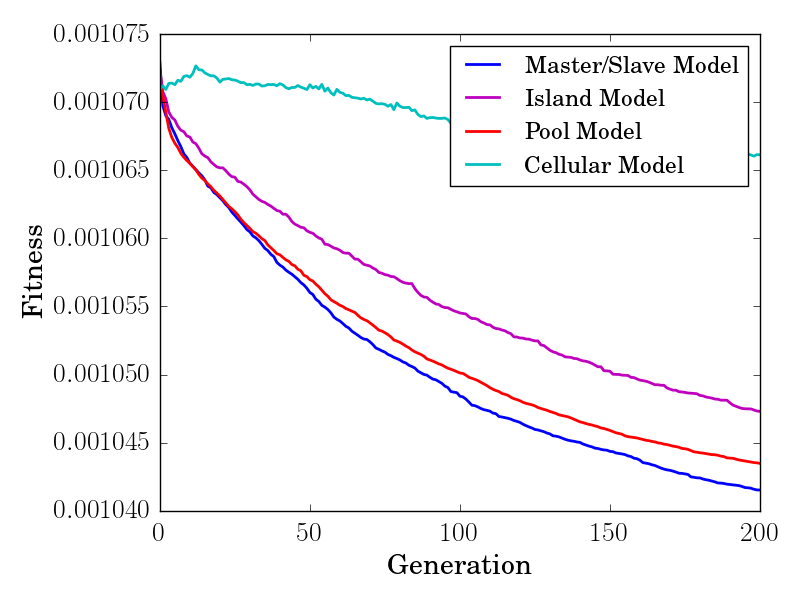 0.001075
0.001070
0.001065
0.001060
0.001055
0.001050
0.001045
0.001040
Fitness
Master/Slave Model
Island Model
Pool Model
Cellular Model
0
50
100
150
200
Generation